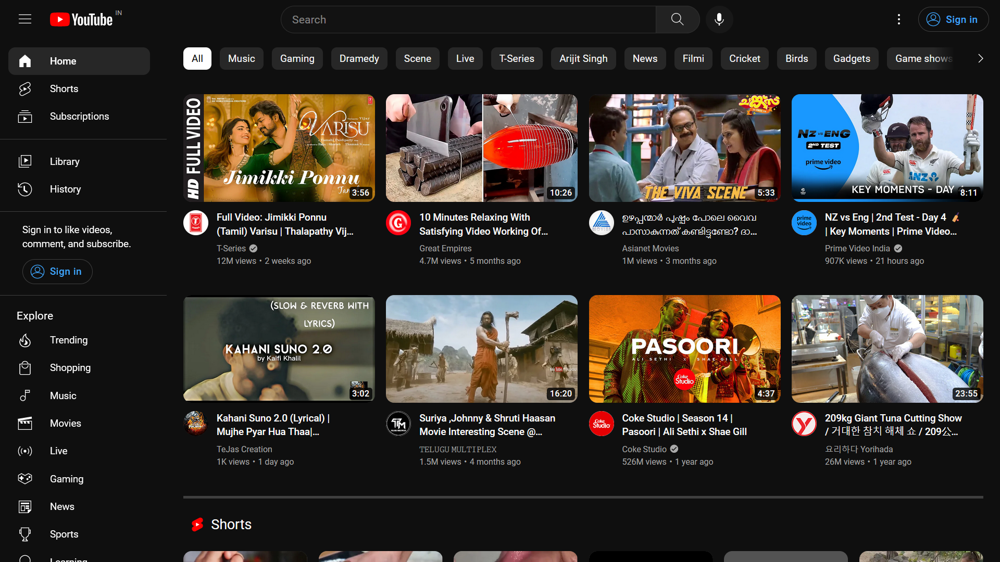 YouTube IN
Search
Sign in
Home
Shorts
Subscriptions
Library
History
Sign in to like videos,
comment, and subscribe.
Sign in
Explore
Trending
Shopping
Music
Movies
Live
Gaming
News
Sports
Learning
All Music Gaming Dramedy Scene Live T-Series Arijit Singh News Filmi Cricket Birds Gadgets Game shows
HD FULL VIDEO
VARISU
Jimikki Ponnu
3:56
Full Video: Jimikki Ponnu
(Tamil) Varisu | Thalapathy Vij...
T-Series
12M views • 2 weeks ago
10:26
10 Minutes Relaxing With
Satisfying Video Working Of...
Great Empires
4.7M views • 5 months ago
THE VIVA SCENE
5:33
ഉഴപ്പന്മാർ പുഷ്പം പോലെ വൈവ
പാസാകുന്നത് കണ്ടിട്ടുണ്ടോ? ദാ...
Asianet Movies
1M views • 3 months ago
NZ vs ENG
2ND TEST
prime video
ANZ
KEY MOMENTS - DAY
8:11
prime
video
NZ vs Eng | 2nd Test - Day 4
| Key Moments | Prime Video...
Prime Video India
907K views • 21 hours ago
(SLOW & REVERB WITH
LYRICS)
KAHANI SUNO 2.0
by Kaifi Khalil
3:02
Kahani Suno 2.0 (Lyrical) |
Mujhe Pyar Hua Thaa|...
TeJas Creation
1K views • 1 day ago
You Tube/TELUGU
16:20
Suriya ,Johnny & Shruti Haasan
Movie Interesting Scene @...
TELUGU MULTIPLEX
1.5M views • 4 months ago
PASOORI
ALI SETHI X SHAE GILL
Coke
Studio
4:37
Coke
Studio
Coke Studio | Season 14 |
Pasoori | Ali Sethi x Shae Gill
Coke Studio
526M views • 1 year ago
23:55
209kg Giant Tuna Cutting Show
/ 거대한 참치 해체 쇼 / 209公...
요리하다 Yorihada
26M views • 1 year ago
Shorts